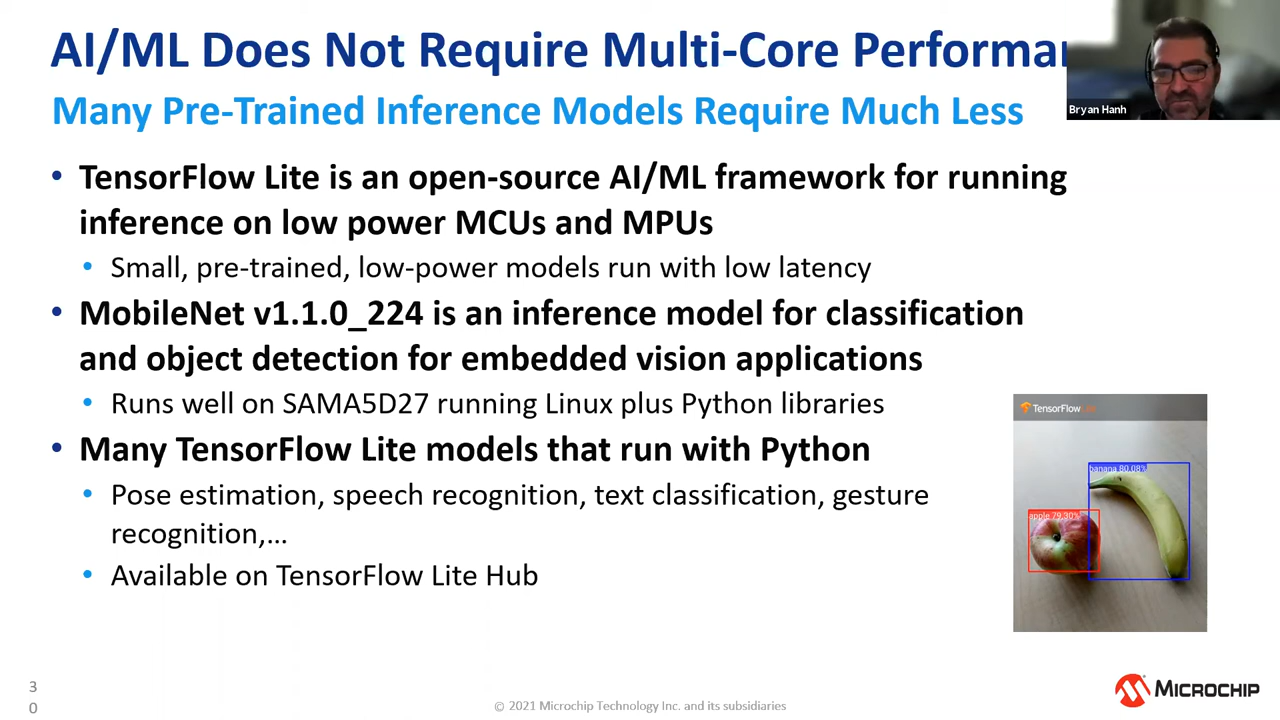 AI/ML Does Not Require Multi-Core Performa
Many Pre-Trained Inference Models Require Much Less
Bryan Hanh
• TensorFlow Lite is an open-source AI/ML framework for running
inference on low power MCUs and MPUs
• Small, pre-trained, low-power models run with low latency
• MobileNet v1.1.0_224 is an inference model for classification
and object detection for embedded vision applications
• Runs well on SAMA5D27 running Linux plus Python libraries
• Many TensorFlow Lite models that run with Python
• Pose estimation, speech recognition, text classification, gesture
recognition,...
• Available on TensorFlow Lite Hub
TensorFlow Lite
banana 80.08%
apple 79.30%
3
0
© 2021 Microchip Technology Inc. and its subsidiaries
MICROCHIP